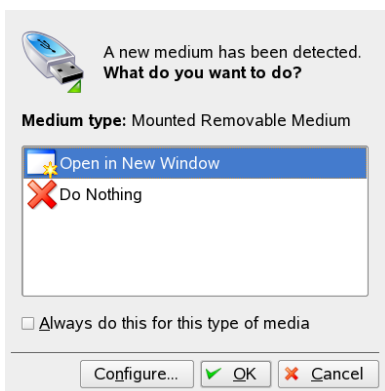 A new medium has been detected.
What do you want to do?
Medium type: Mounted Removable Medium
Open in New Window
Do Nothing
Always do this for this type of media
Configure... OK Cancel